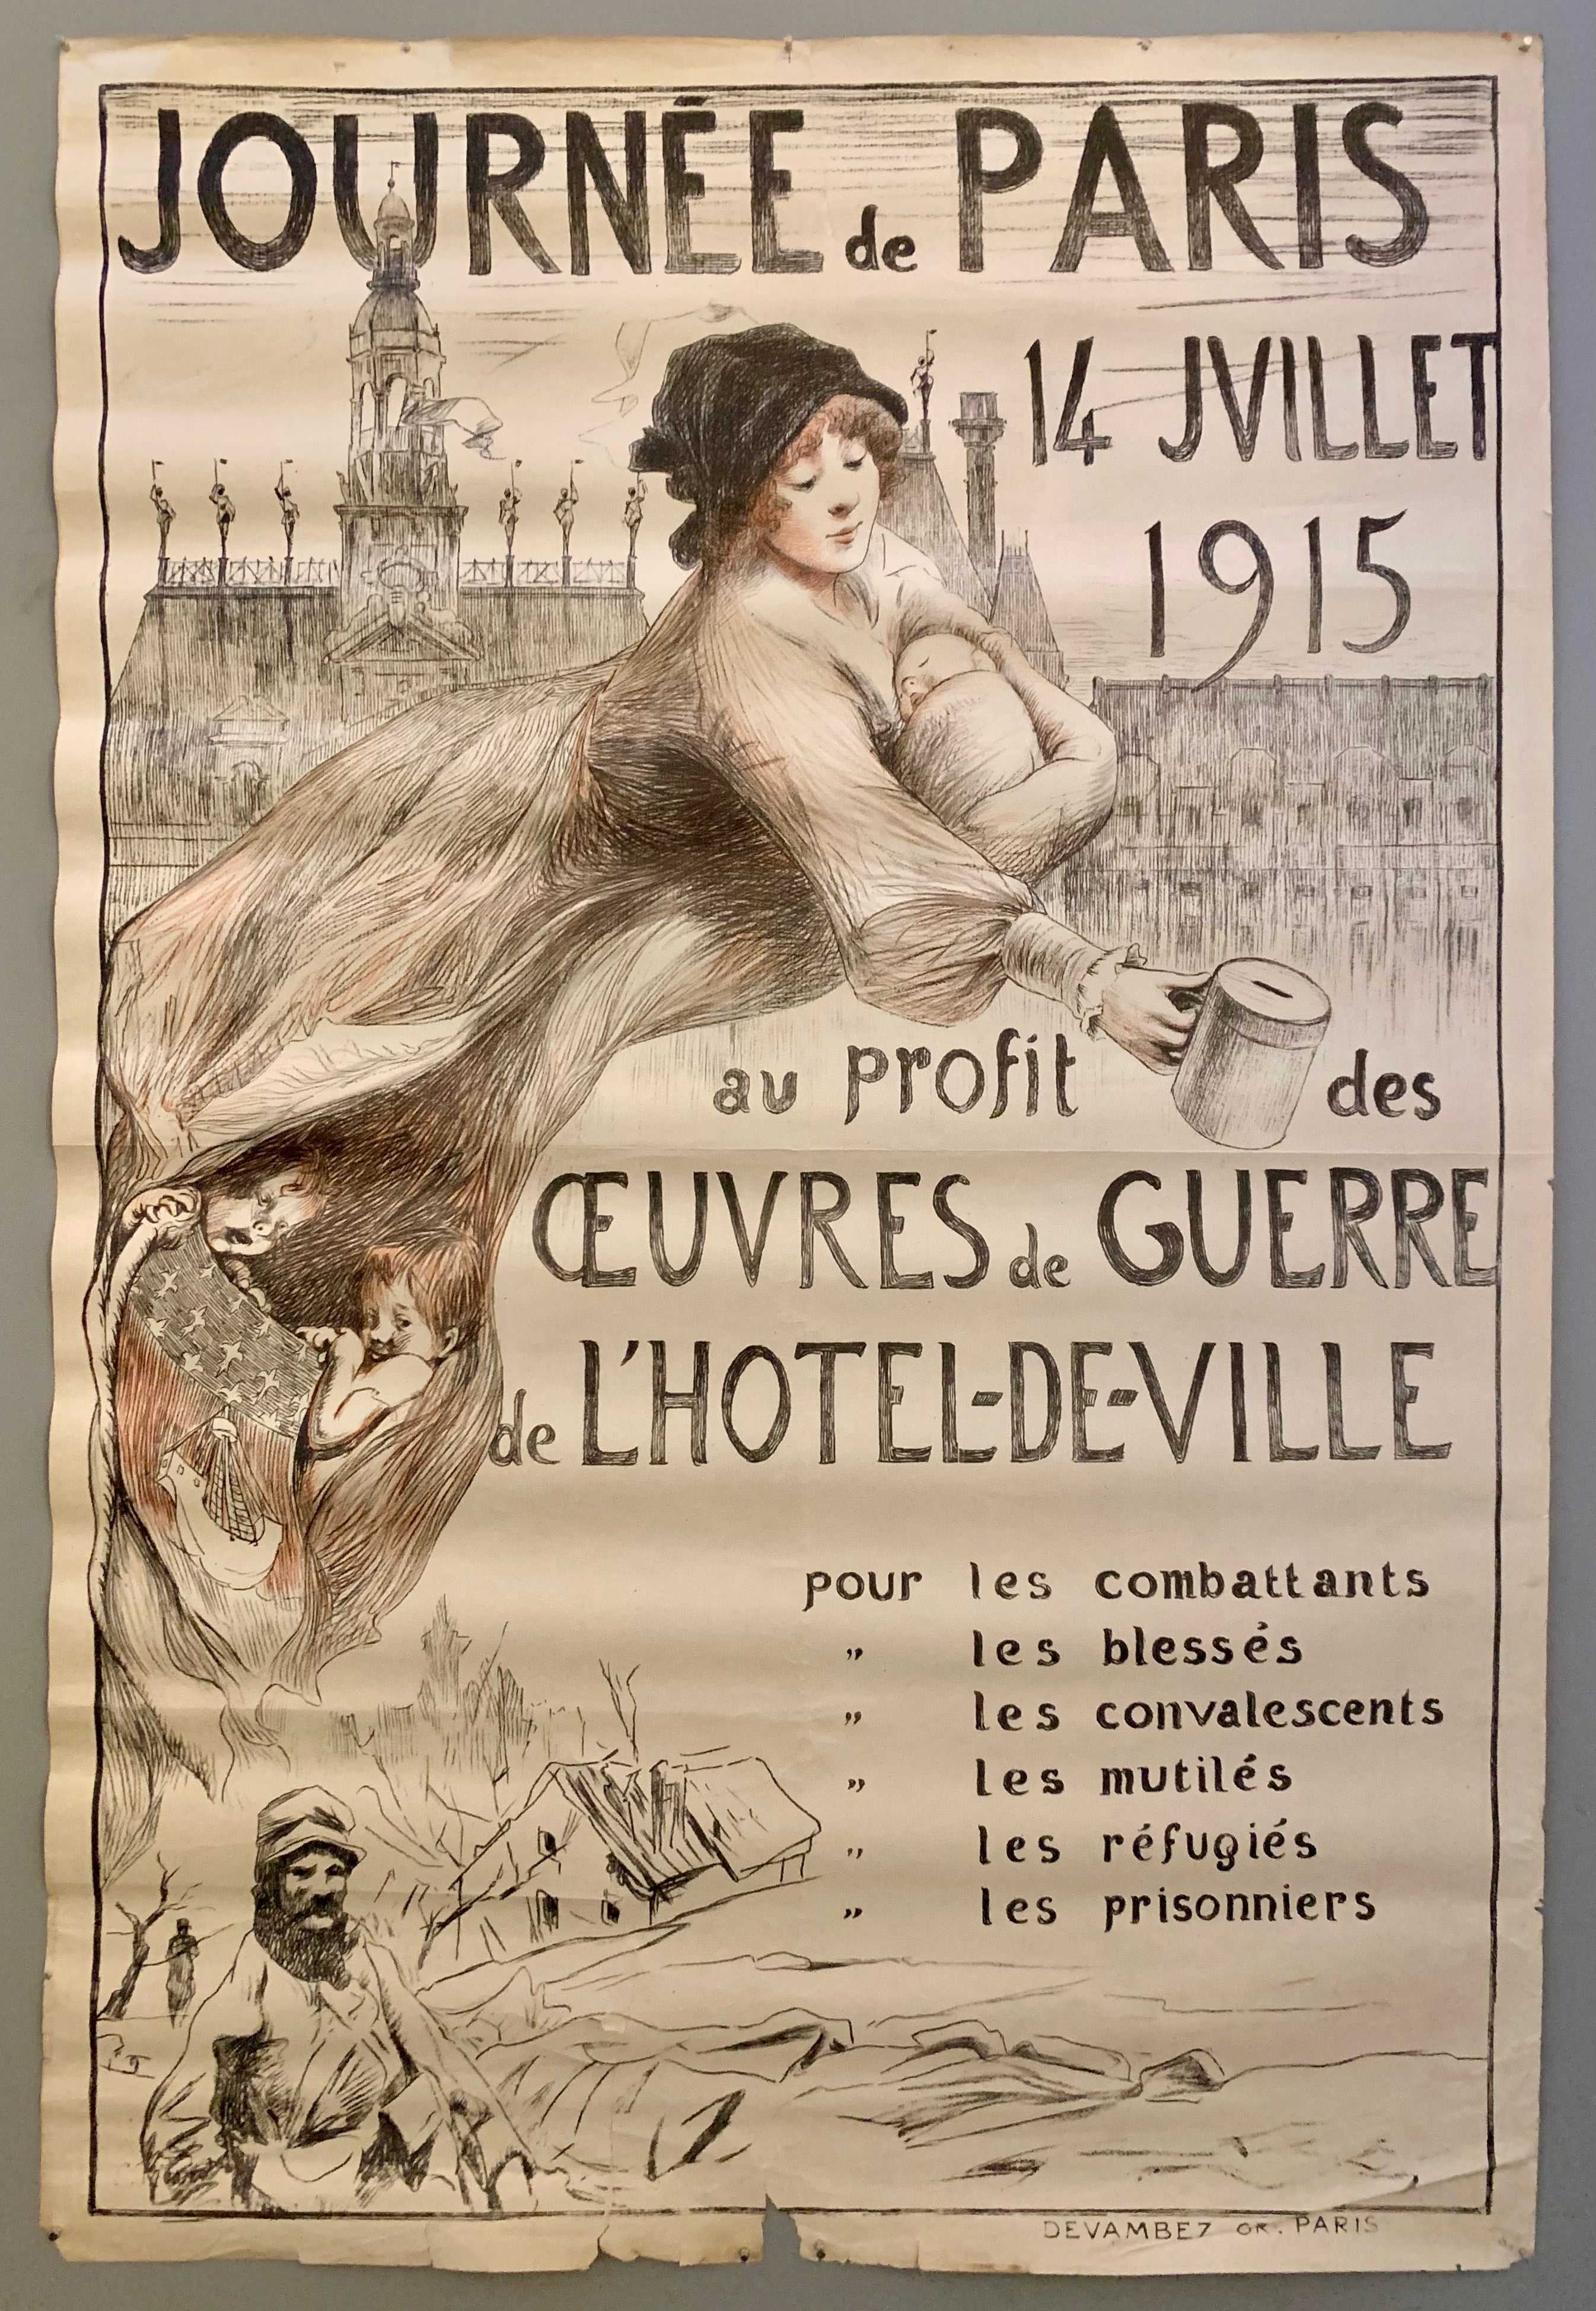 JOURNÉE de PARIS
14 JVILLET
1915
au profit des
ŒUVRES de GUERRE
de L'HOTEL-DE-VILLE
pour les combattants
„ les blessés
„ les convalescents
„ les mutilés
„ les réfugiés
„ les prisonniers
DEVAMBEZ GR. PARIS